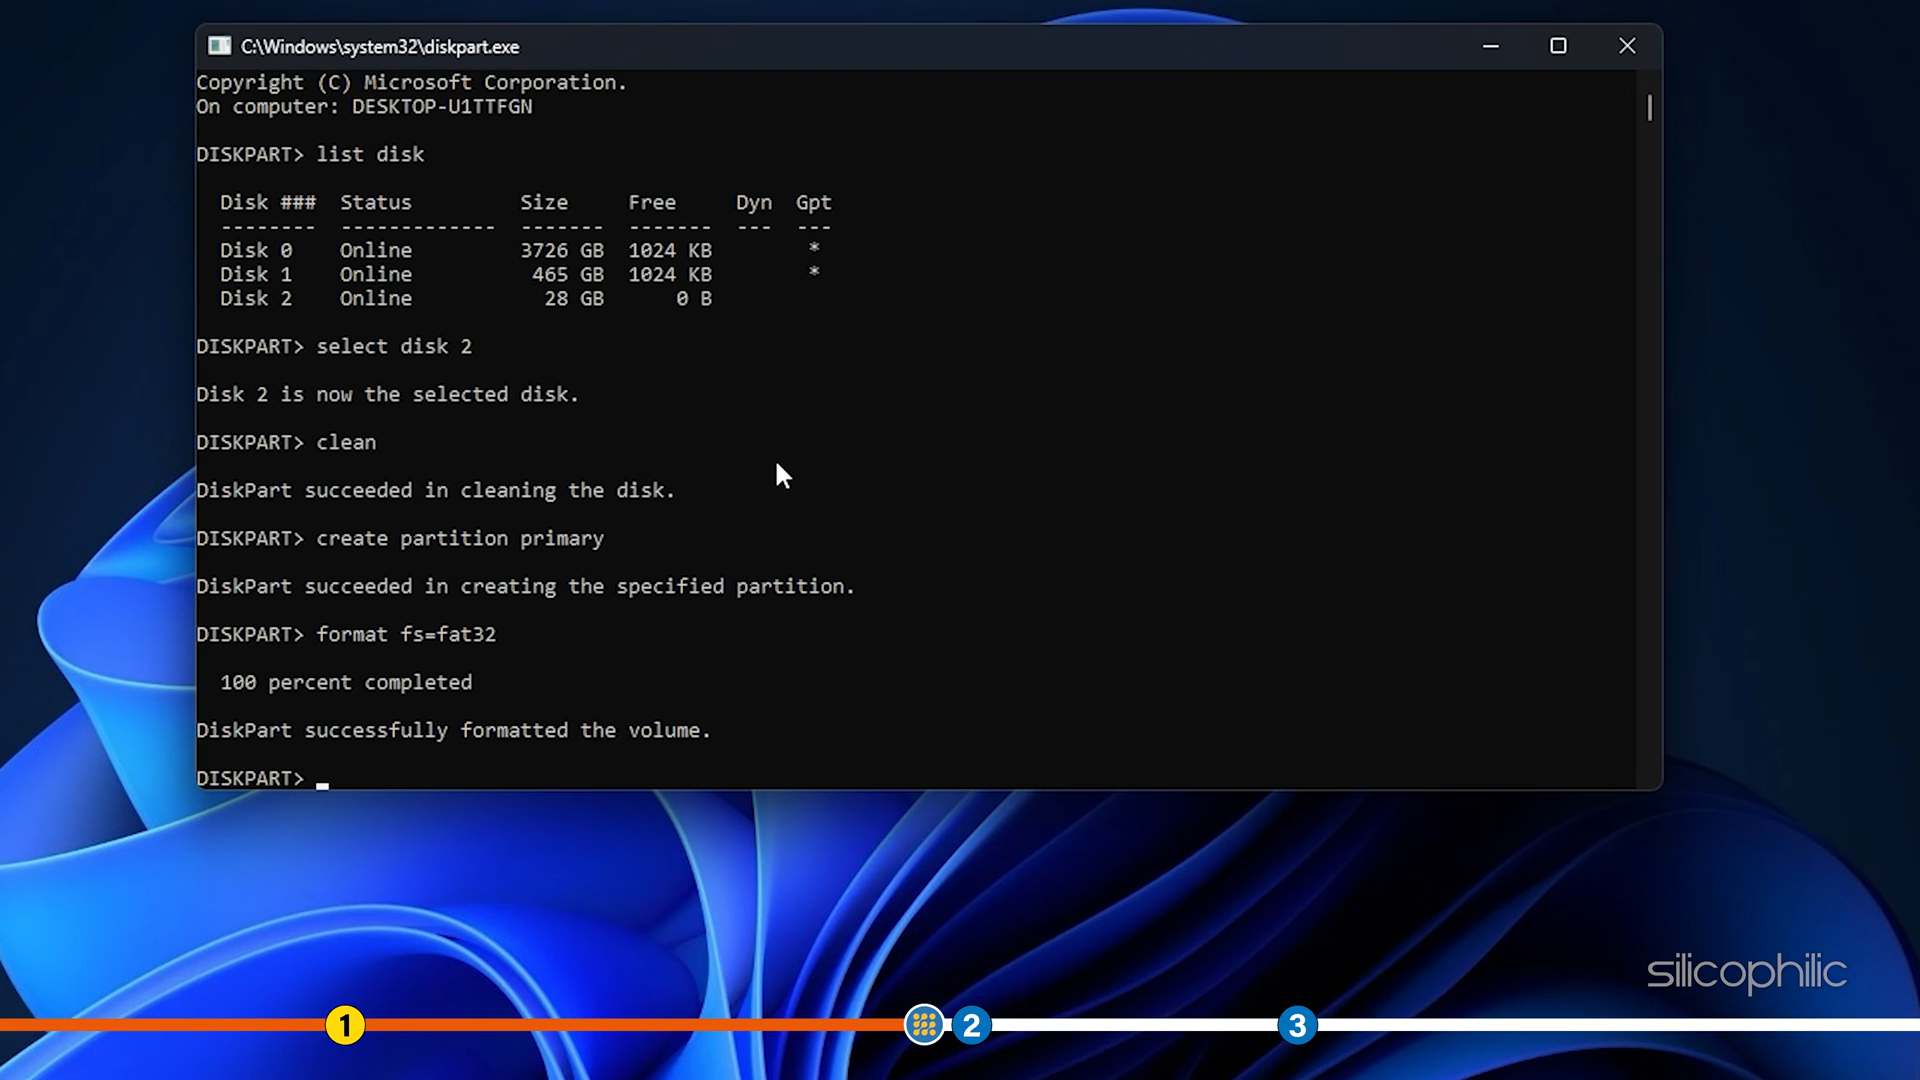 C:\Windows\system32\diskpart.exe
Copyright (C) Microsoft Corporation.
On computer: DESKTOP-U1TTFGN
DISKPART> list disk
Disk ### Status Size Free Dyn Gpt
-------- ------------- ------- ------- --- ---
Disk 0 Online 3726 GB 1024 KB *
Disk 1 Online 465 GB 1024 KB *
Disk 2 Online 28 GB 0 B
DISKPART> select disk 2
Disk 2 is now the selected disk.
DISKPART> clean
DiskPart succeeded in cleaning the disk.
DISKPART> create partition primary
DiskPart succeeded in creating the specified partition.
DISKPART> format fs=fat32
100 percent completed
DiskPart successfully formatted the volume.
DISKPART>
silicophilic
1 2 3